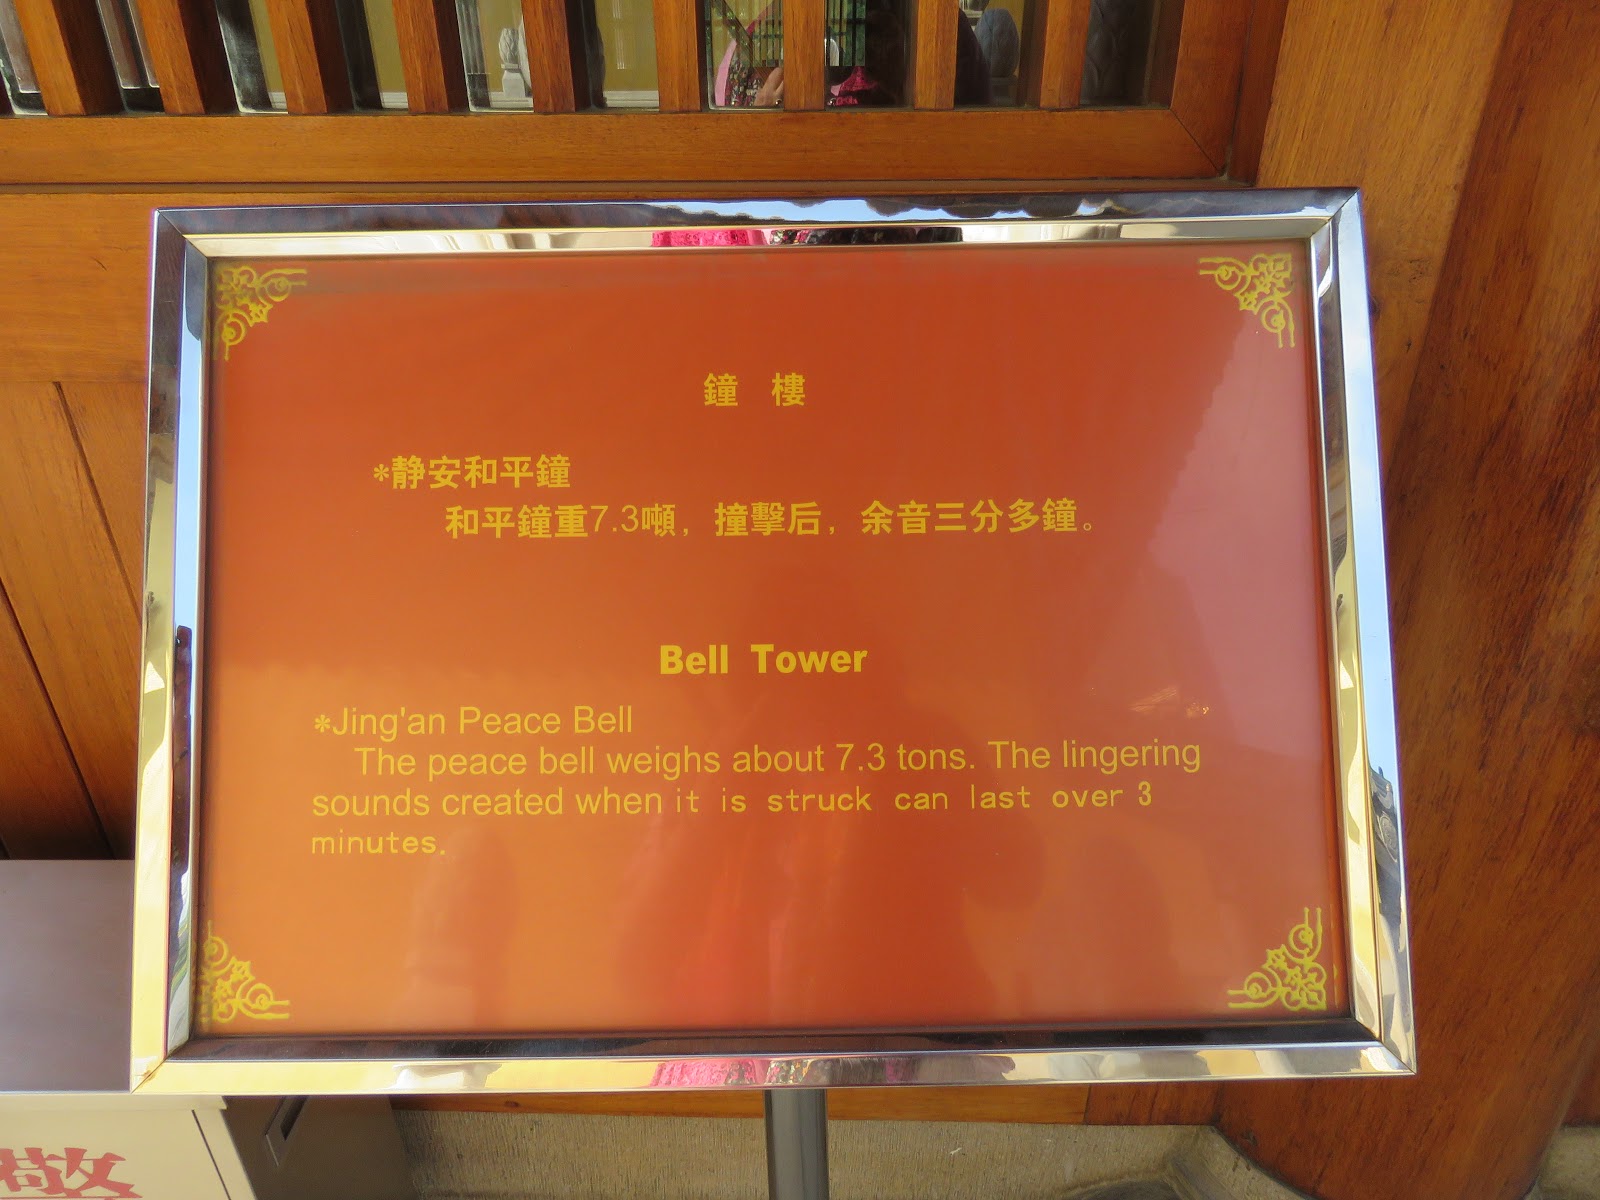 鐘 樓
*静安和平鐘
和平鐘重7.3噸，撞擊后，余音三分多鐘。
Bell Tower
*Jing'an Peace Bell
The peace bell weighs about 7.3 tons. The lingering
sounds created when it is struck can last over 3
minutes.